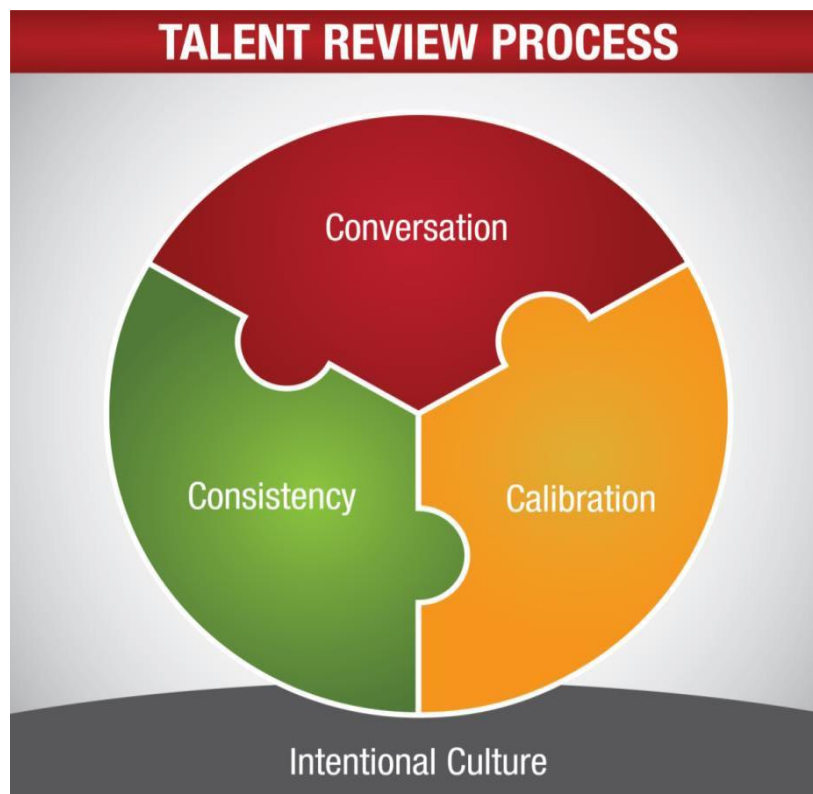 TALENT REVIEW PROCESS
Conversation
Consistency
Calibration
Intentional Culture